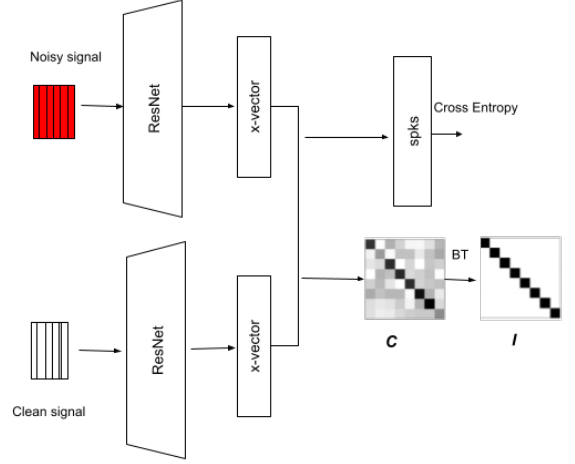 Noisy signal
ResNet
x-vector
spks
Cross Entropy
BT
C
I
ResNet
x-vector
Clean signal